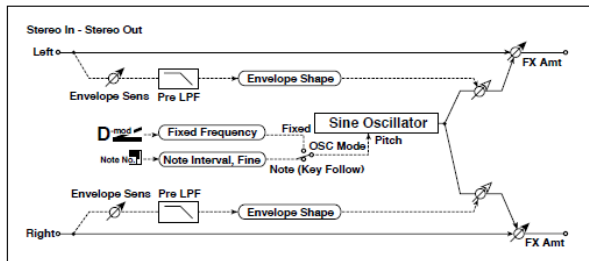 Stereo In - Stereo Out
Left
FX Amt
Envelope Sens Pre LPF
Envelope Shape
D-mod
Fixed Frequency
Fixed
Sine Oscillator
OSC Mode
Pitch
Note No.
Note Interval, Fine
Note (Key Follow)
Envelope Sens Pre LPF
Envelope Shape
Right
FX Amt